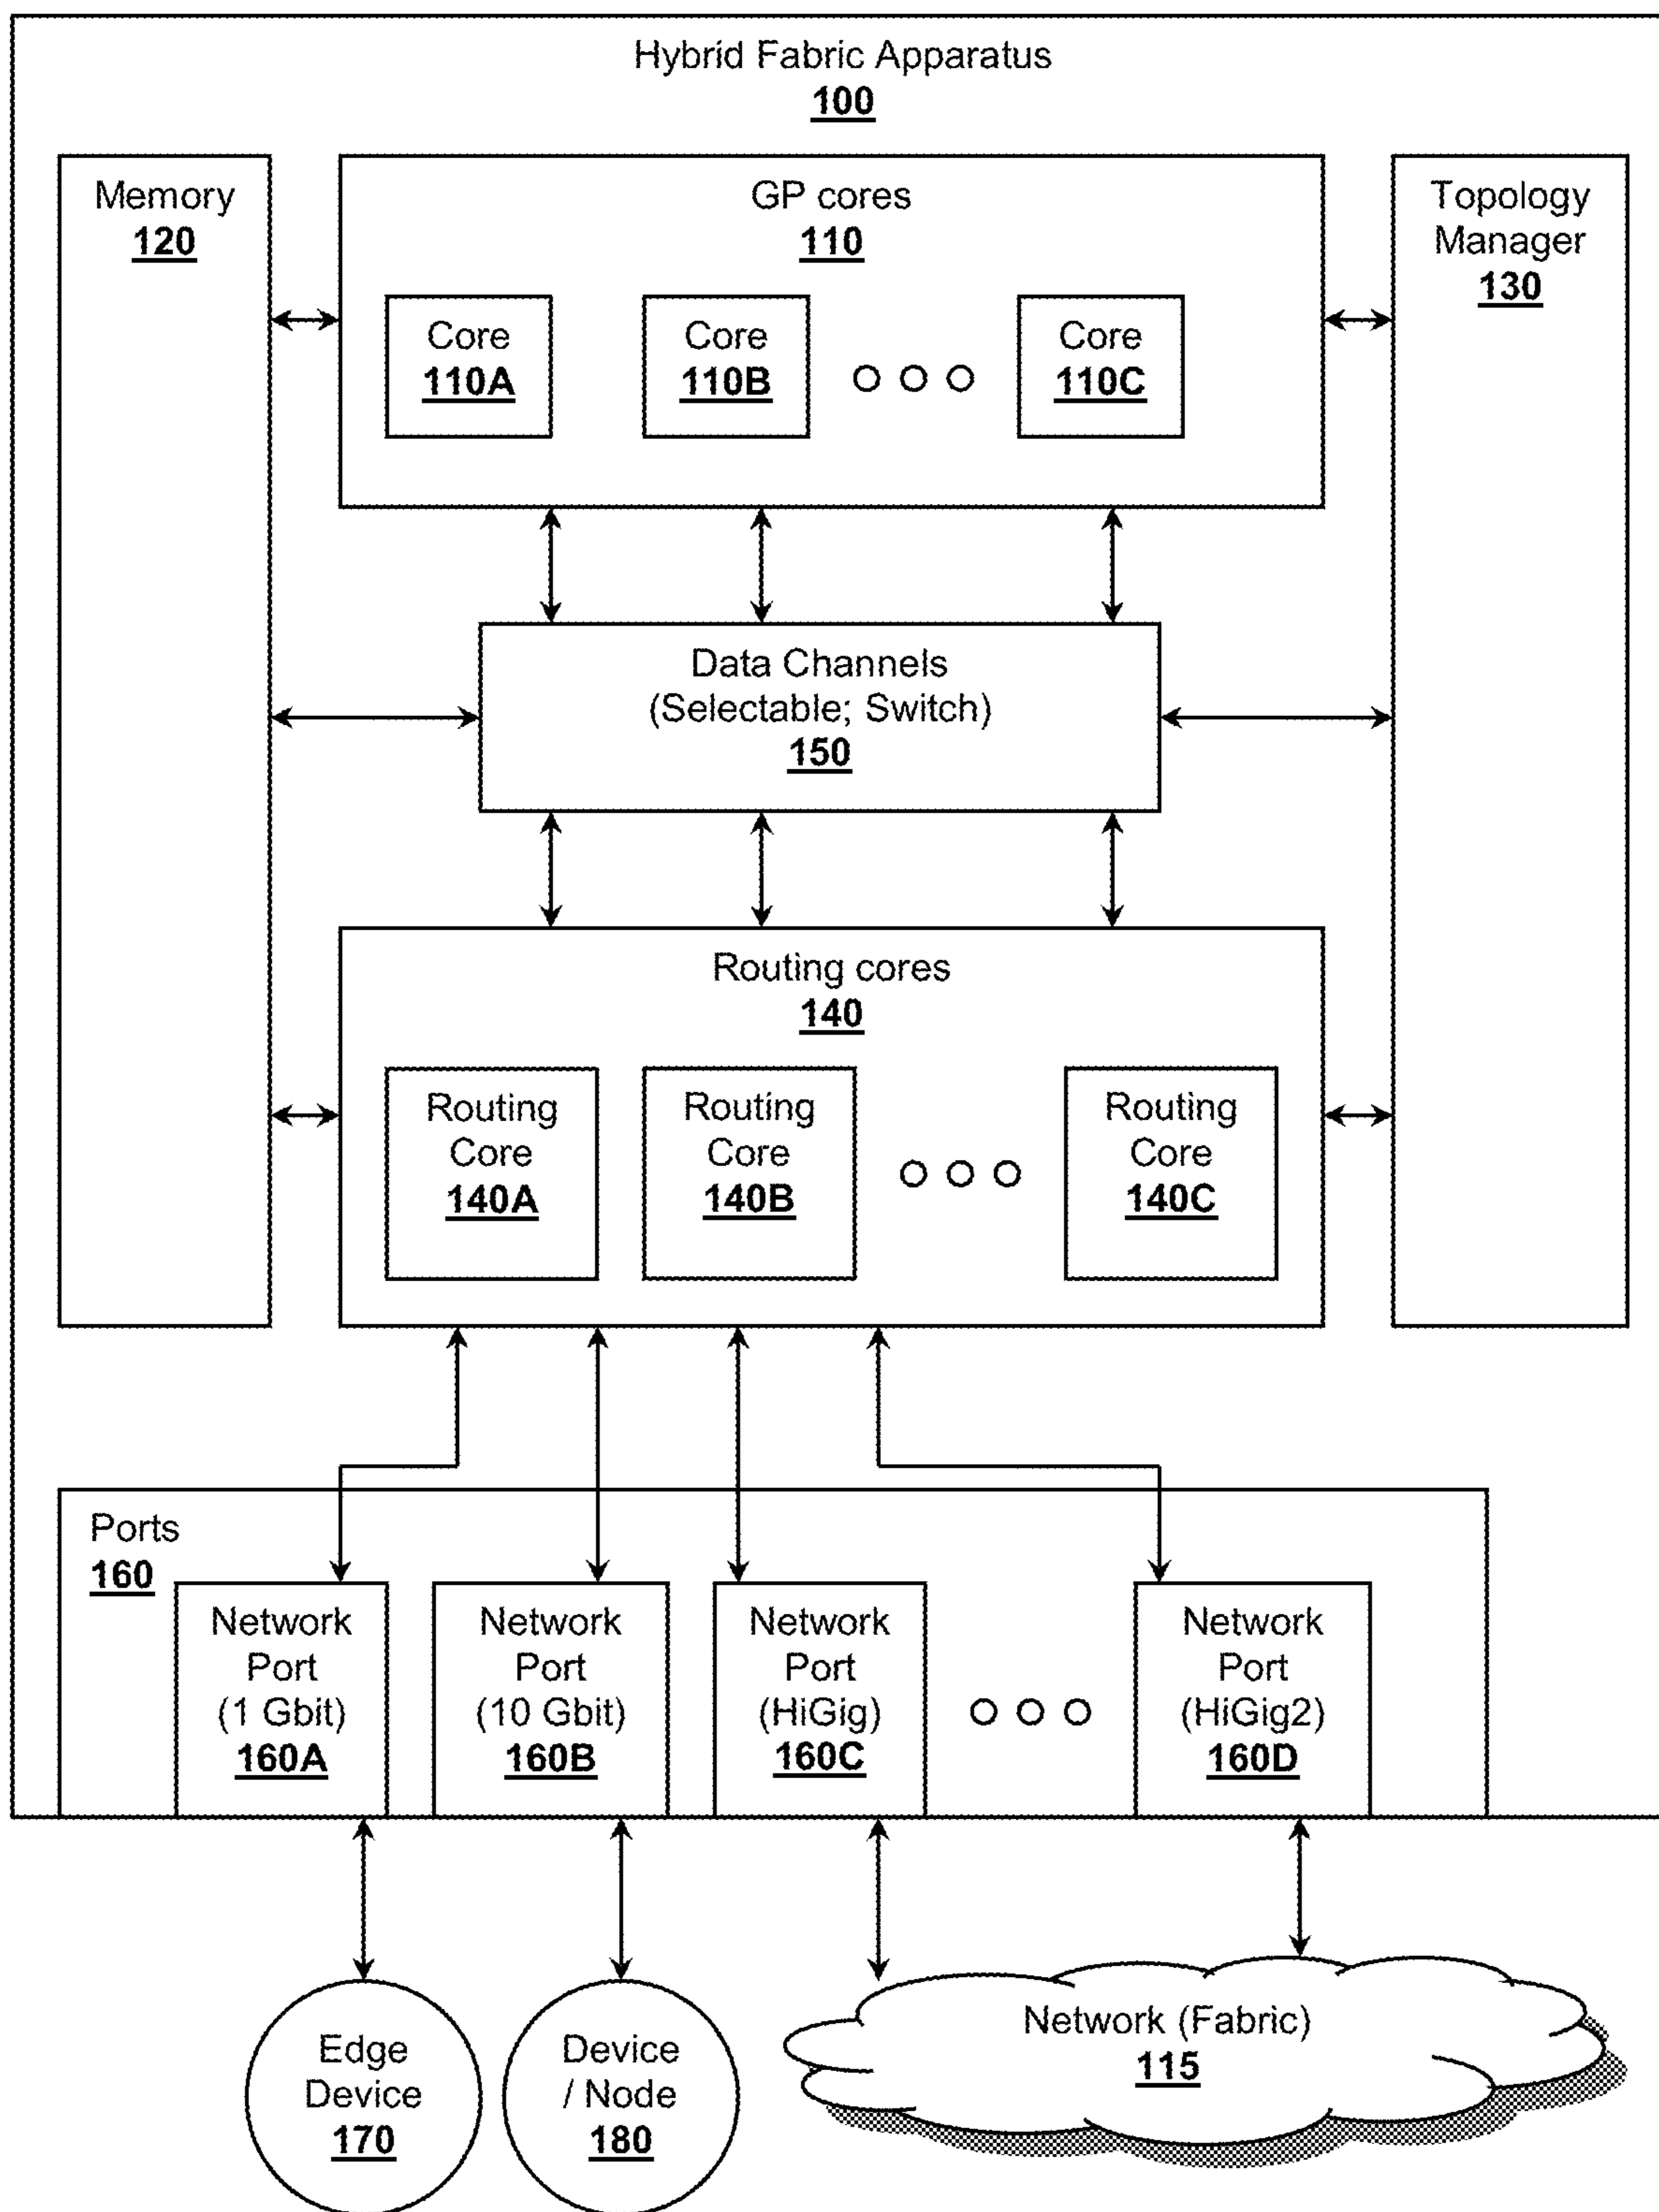 Hybrid Fabric Apparatus
100
Memory
120
GP cores
110
Topology
Manager
130
Core
110A
Core
110B
Core
110C
Data Channels
(Selectable; Switch)
150
Routing cores
140
Routing
Core
140A
Routing
Core
140B
Routing
Core
140C
Ports
160
Network
Port
(1 Gbit)
160A
Network
Port
(10 Gbit)
160B
Network
Port
(HiGig)
160C
Network
Port
(HiGig2)
160D
Edge
Device
170
Device
/ Node
180
Network (Fabric)
115